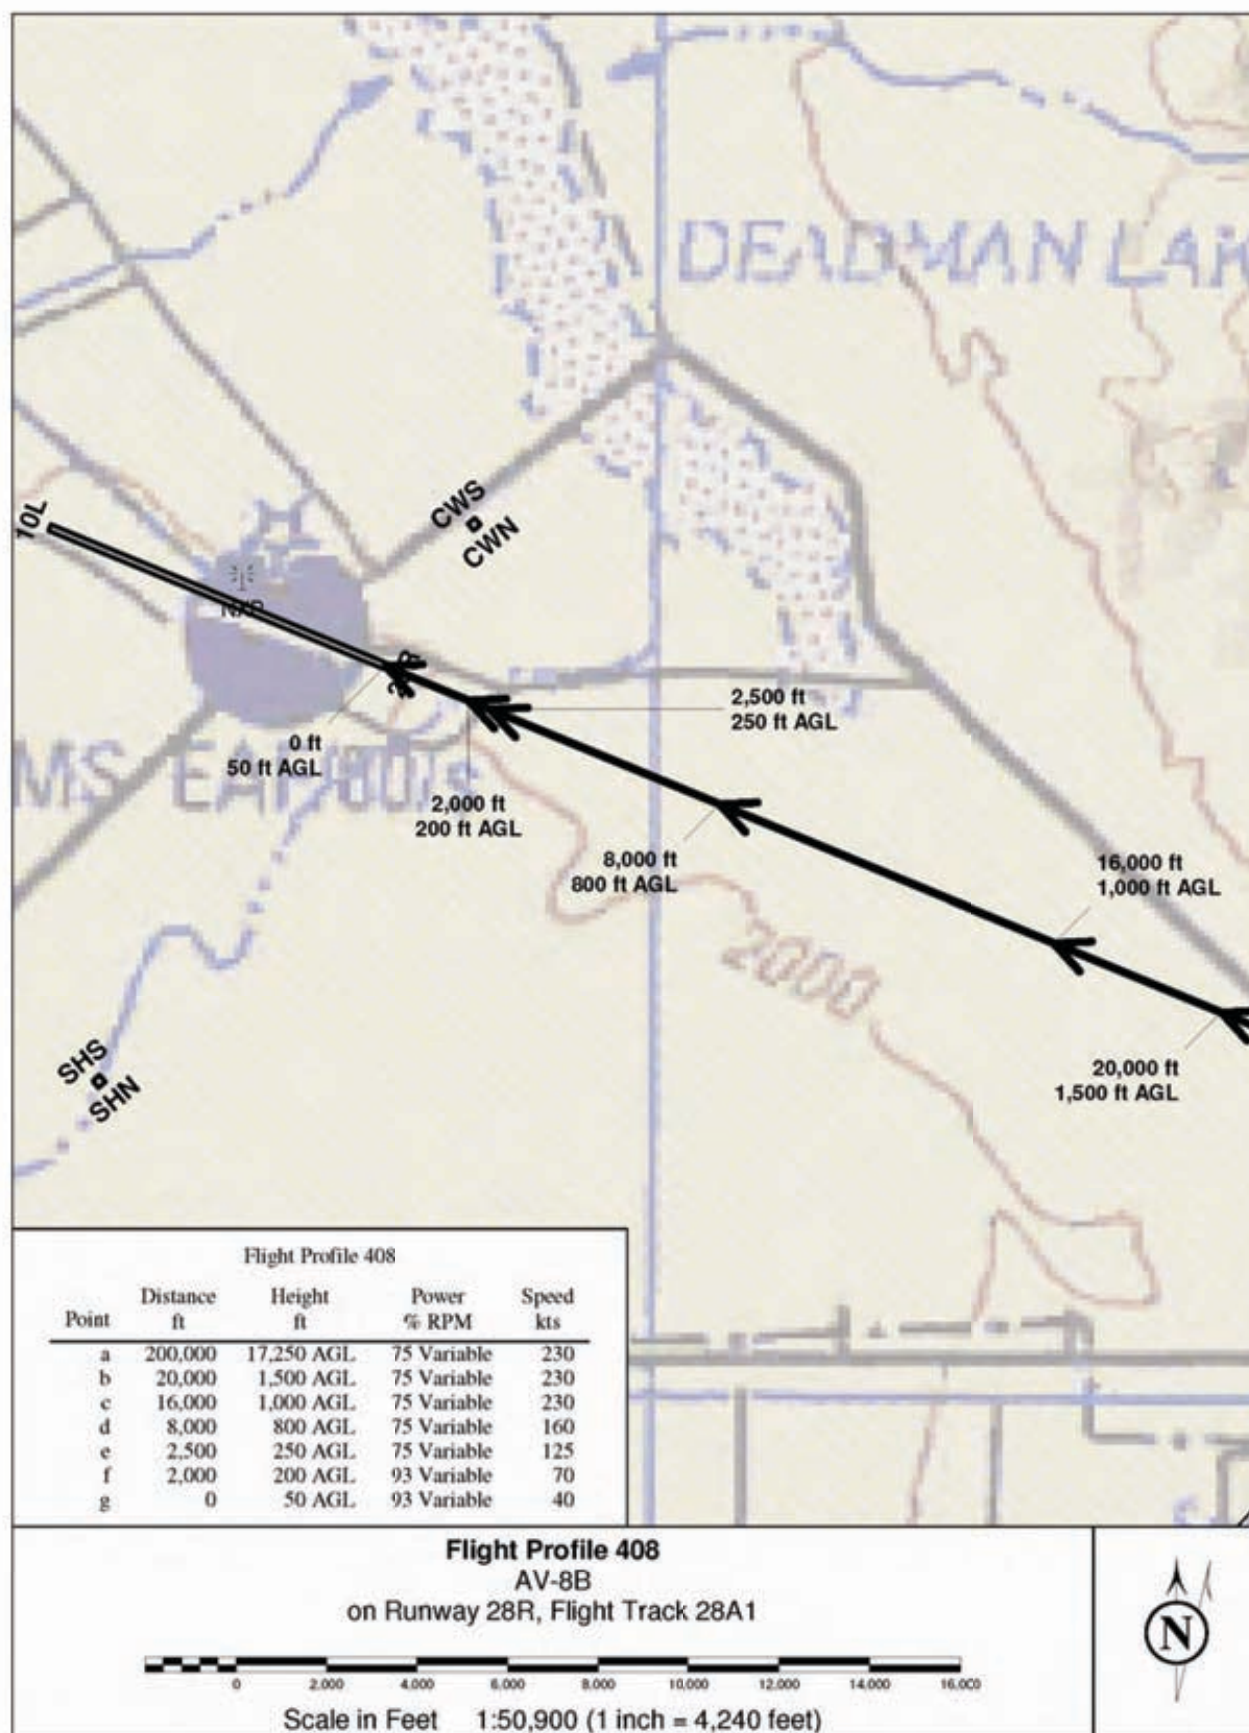 DEADMAN LAK
CWS
CWN
10L
NXP
2,500 ft
250 ft AGL
0 ft
50 ft AGL
2,000 ft
200 ft AGL
8,000 ft
800 ft AGL
16,000 ft
1,000 ft AGL
2000
20,000 ft
1,500 ft AGL
SHS
SHN
Flight Profile 408
Point Distance ft Height ft Power % RPM Speed kts
a 200,000 17,250 AGL 75 Variable 230
b 20,000 1,500 AGL 75 Variable 230
c 16,000 1,000 AGL 75 Variable 230
d 8,000 800 AGL 75 Variable 160
e 2,500 250 AGL 75 Variable 125
f 2,000 200 AGL 93 Variable 70
g 0 50 AGL 93 Variable 40
Flight Profile 408
AV-8B
on Runway 28R, Flight Track 28A1
0 2,000 4,000 6,000 8,000 10,000 12,000 14,000 16,000
Scale in Feet 1:50,900 (1 inch = 4,240 feet)
N